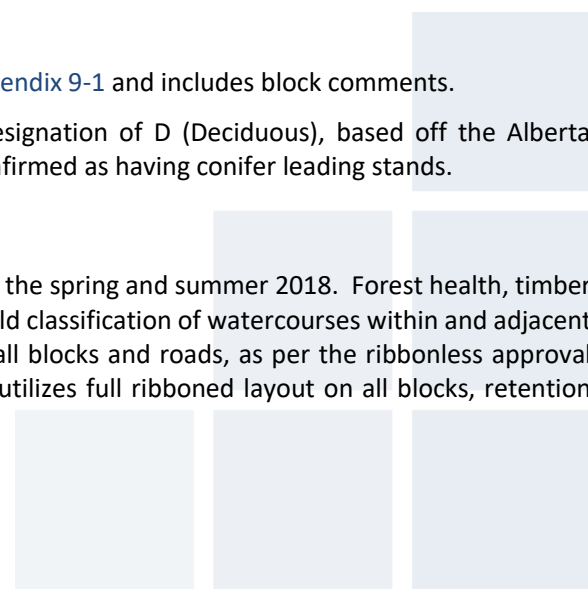 endix 9-1 and includes block comments.
esignation of D (Deciduous), based off the Alberta
nfirmed as having conifer leading stands.
the spring and summer 2018. Forest health, timber
ld classification of watercourses within and adjacent
all blocks and roads, as per the ribbonless approval
utilizes full ribboned layout on all blocks, retention